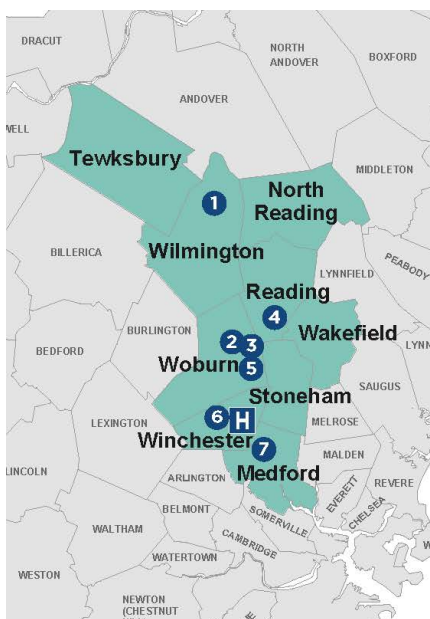 DRACUT
NORTH
ANDOVER
BOXFORD
ANDOVER
WELL
Tewksbury
MIDDLETON
1
North
Reading
PEABODY
BILLERICA
Wilmington
LYNNFIELD
Reading
4
BURLINGTON
2
3
Wakefield
LYNN
BEDFORD
Woburn
5
SAUGUS
Stoneham
LEXINGTON
6
H
MELROSE
Winchester
7
MALDEN
LINCOLN
ARLINGTON
Medford
EVERETT
REVERE
BELMONT
SOMERVILLE
CHELSEA
WALTHAM
CAMBRIDGE
WATERTOWN
WESTON
NEWTON
(CHESTNUT